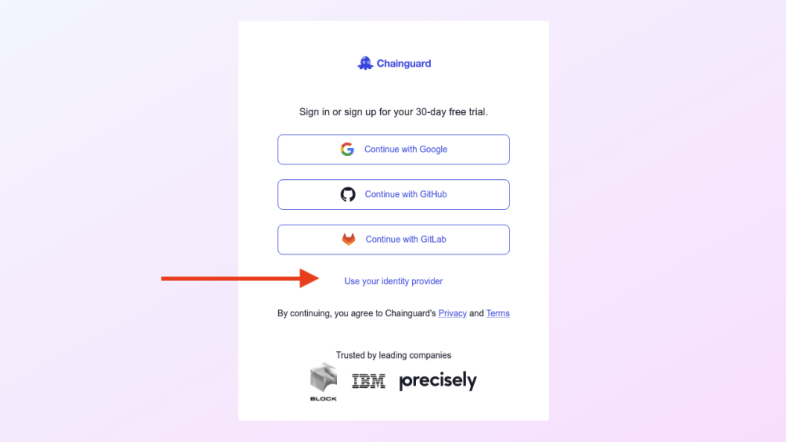 Chainguard
Sign in or sign up for your 30-day free trial.
Continue with Google
Continue with GitHub
Continue with GitLab
Use your identity provider
By continuing, you agree to Chainguard's Privacy and Terms
Trusted by leading companies
BLOCK IBM precisely